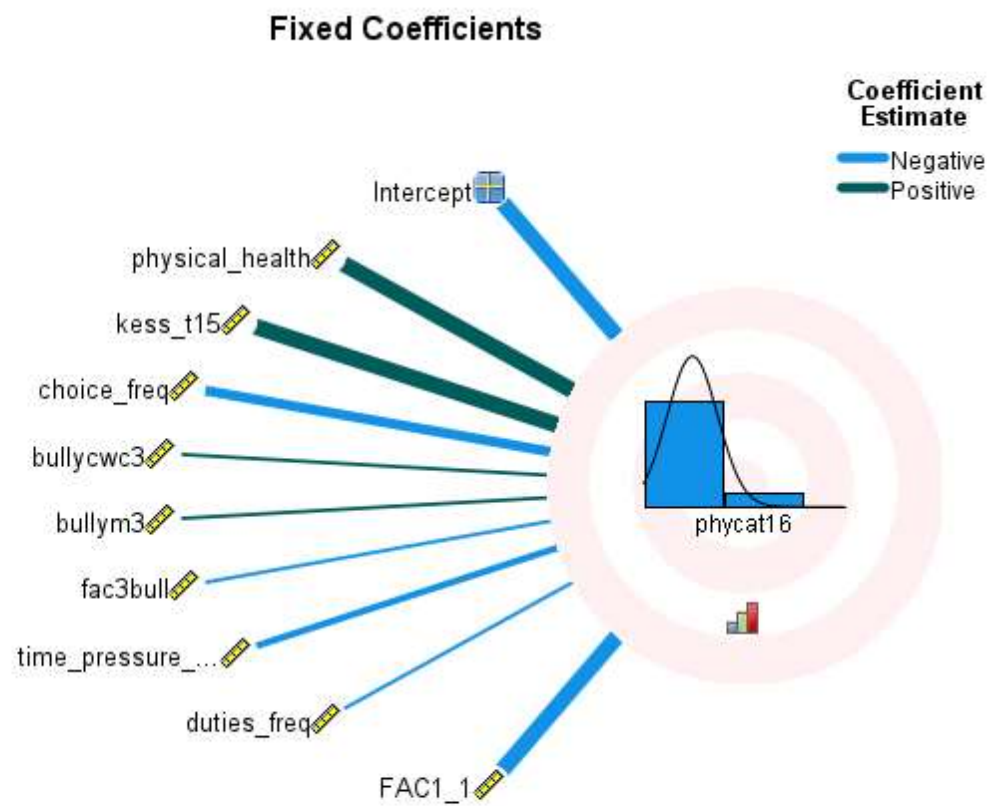 Fixed Coefficients
Coefficient
Estimate
Negative
Positive
Intercept
physical_health
kess_t15
choice_freq
bullycwc3
bullym3
fac3bull
time_pressure_...
duties_freq
FAC1_1
phycat16